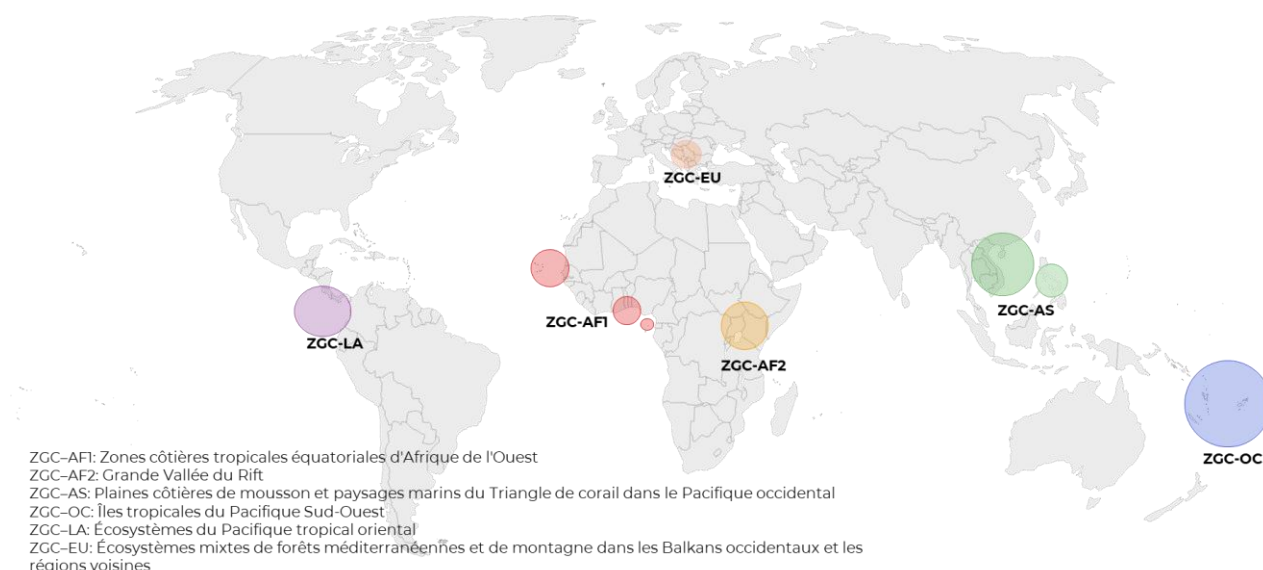 ZGC-EU
ZGC-AF1
ZGC-AS
ZGC-LA
ZGC-AF2
ZGC-OC
ZGC–AF1: Zones côtières tropicales équatoriales d'Afrique de l'Ouest
ZGC–AF2: Grande Vallée du Rift
ZGC–AS: Plaines côtières de mousson et paysages marins du Triangle de corail dans le Pacifique occidental
ZGC–OC: Îles tropicales du Pacifique Sud-Ouest
ZGC–LA: Écosystèmes du Pacifique tropical oriental
ZGC–EU: Écosystèmes mixtes de forêts méditerranéennes et de montagne dans les Balkans occidentaux et les
régions voisines